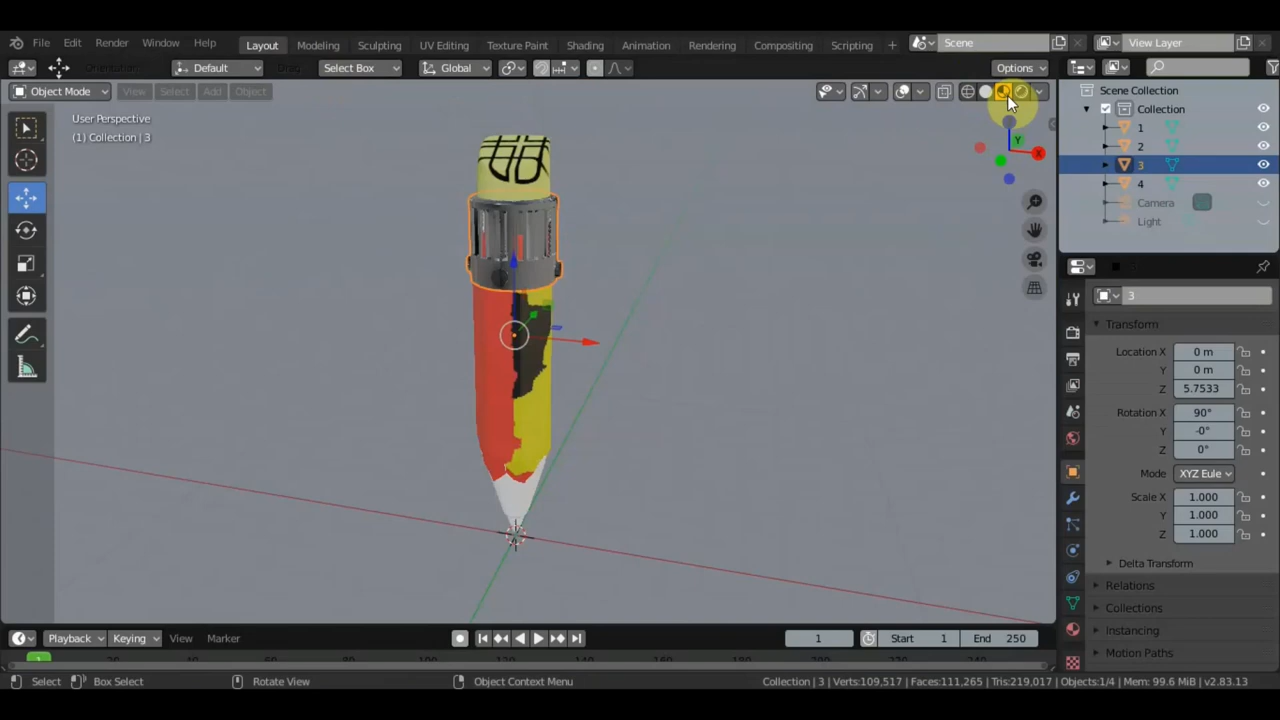 File Edit Render Window Help Layout Modeling Sculpting UV Editing Texture Paint Shading Animation Rendering Compositing Scripting + Scene View Layer
Orientation: Default Drag: Select Box Global Options
Object Mode View Select Add Object
Scene Collection
Collection
1
2
3
4
Camera
Light
User Perspective
(1) Collection | 3
Y
X
3
Transform
Location X 0 m
Y 0 m
Z 5.7533
Rotation X 90°
Y -0°
Z 0°
Mode XYZ Eule
Scale X 1.000
Y 1.000
Z 1.000
Delta Transform
Relations
Collections
Instancing
Motion Paths
Playback Keying View Marker 1 Start 1 End 250
1
Select Box Select Rotate View Object Context Menu Collection | 3 | Verts:109,517 | Faces:111,265 | Tris:219,017 | Objects:1/4 | Mem: 99.6 MiB | v2.83.13